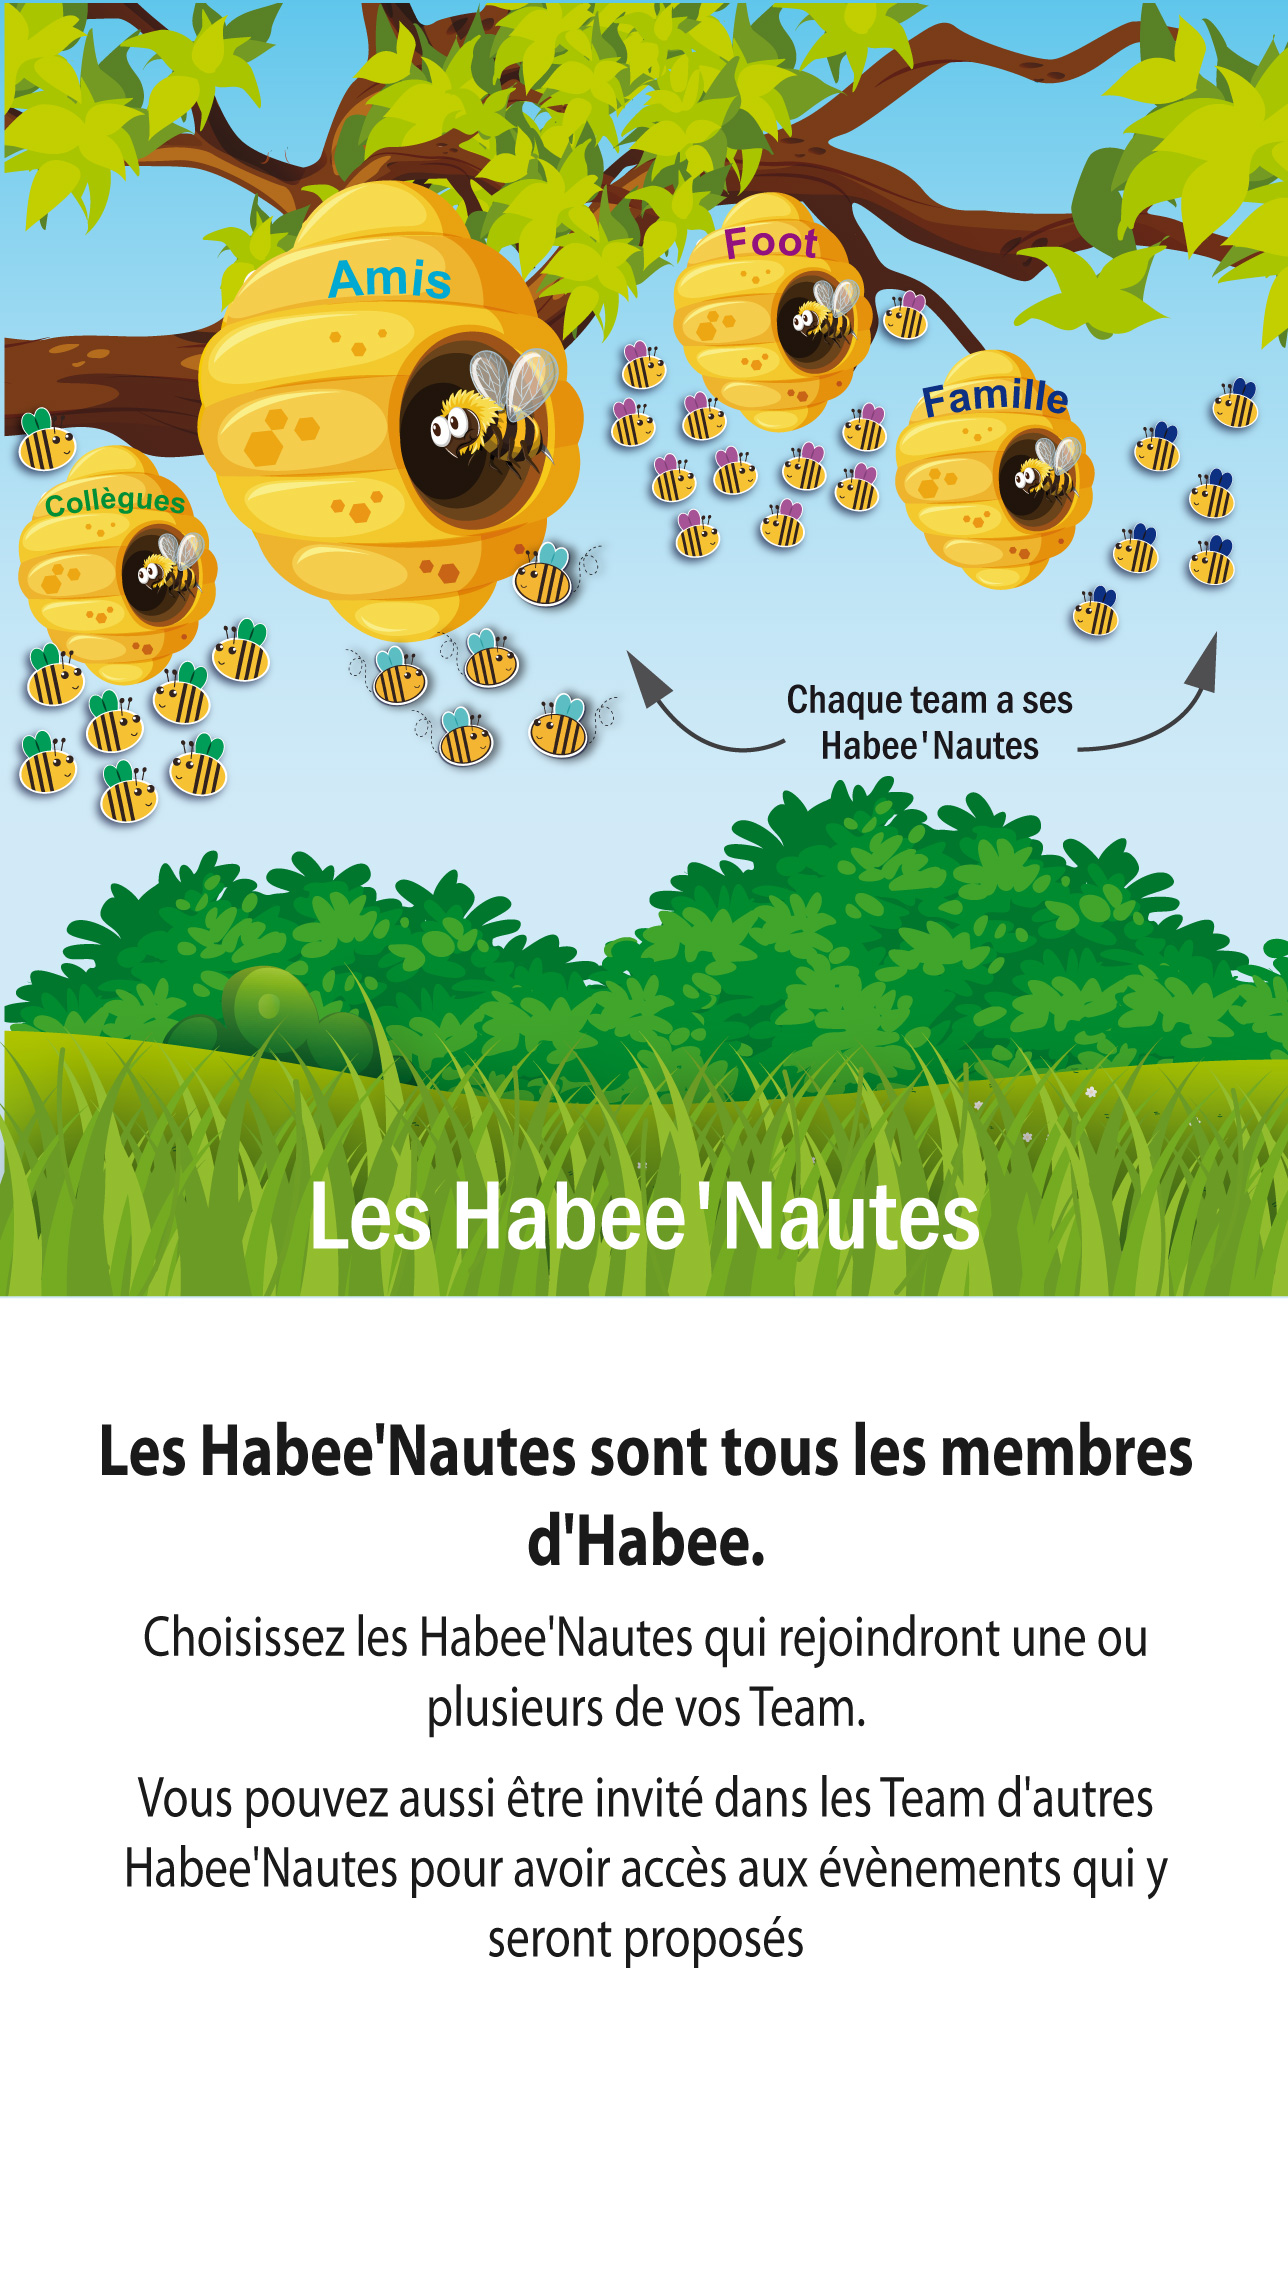 Foot
Amis
Famille
Collègues
Chaque team a ses
Habee'Nautes
Les Habee'Nautes
Les Habee'Nautes sont tous les membres
d'Habee.
Choisissez les Habee'Nautes qui rejoindront une ou
plusieurs de vos Team.
Vous pouvez aussi être invité dans les Team d'autres
Habee'Nautes pour avoir accès aux évènements qui y
seront proposés